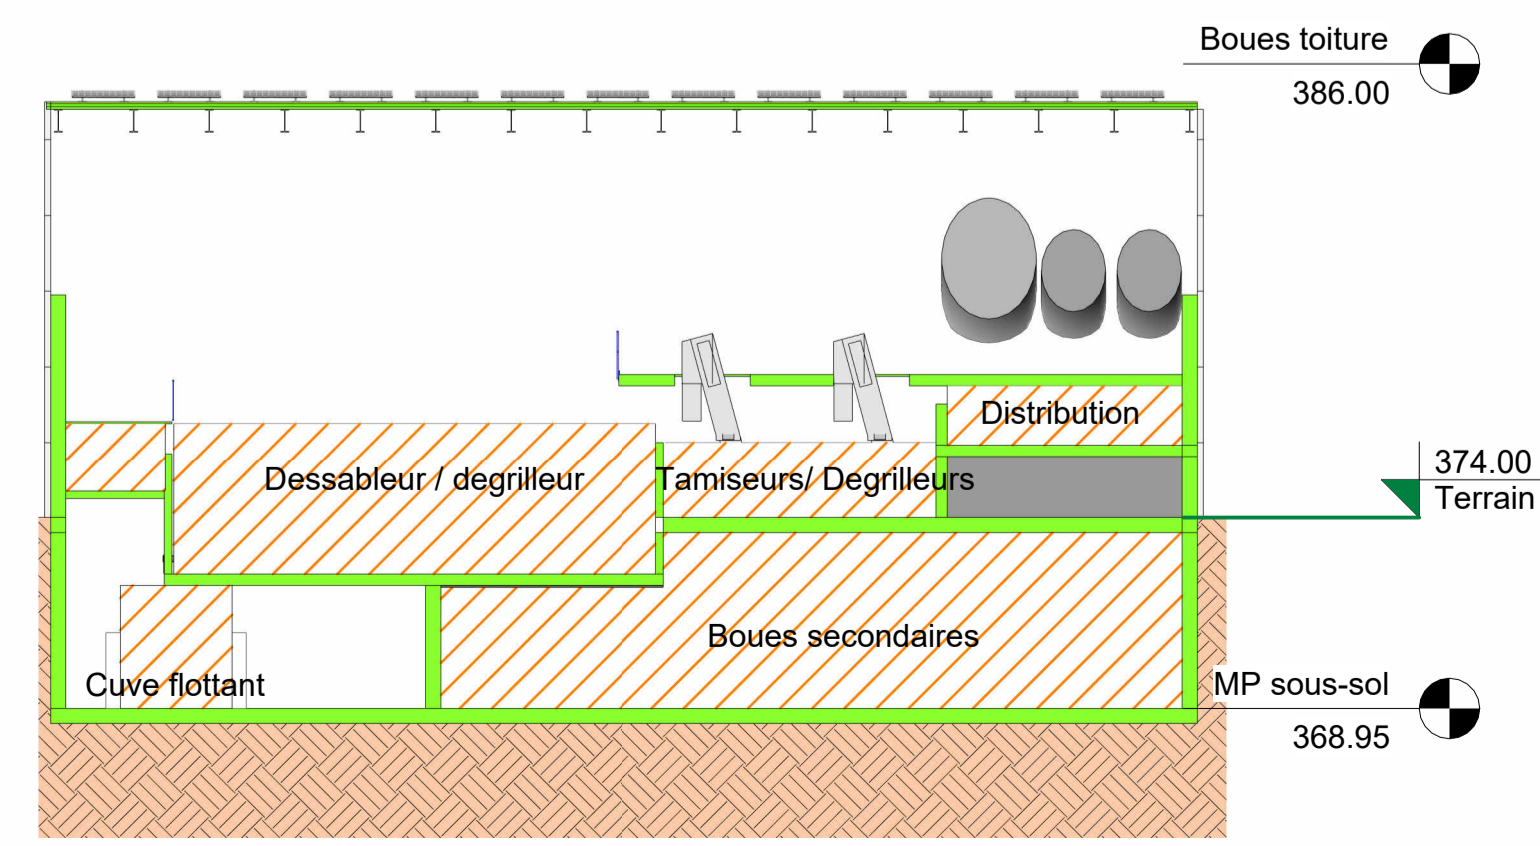 Boues toiture
386.00
Distribution
Dessableur / degrilleur
Tamiseurs/ Degrilleurs
374.00
Terrain
Boues secondaires
Cuve flottant
MP sous-sol
368.95